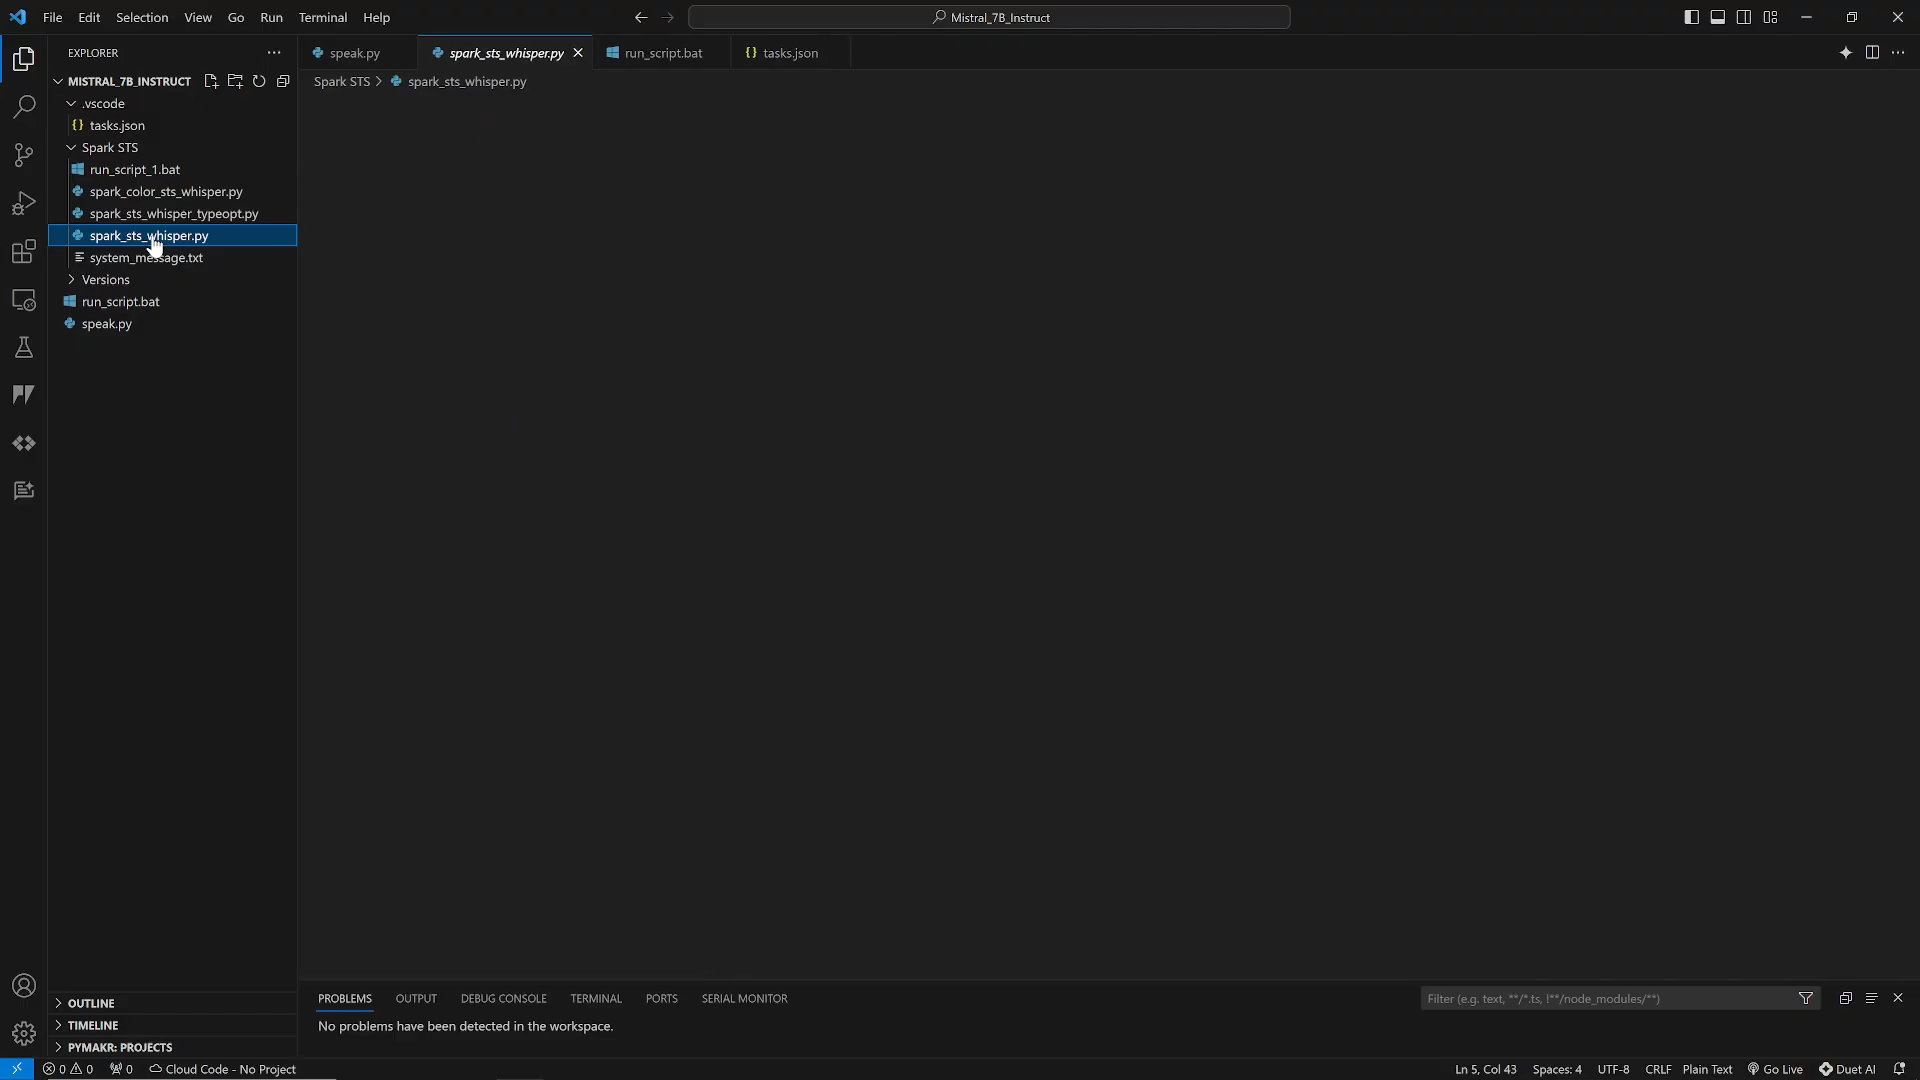 File Edit Selection View Go Run Terminal Help
Mistral_7B_Instruct
EXPLORER
speak.py
spark_sts_whisper.py
run_script.bat
tasks.json
MISTRAL_7B_INSTRUCT
Spark STS > spark_sts_whisper.py
.vscode
tasks.json
Spark STS
run_script_1.bat
spark_color_sts_whisper.py
spark_sts_whisper_typeopt.py
spark_sts_whisper.py
system_message.txt
Versions
run_script.bat
speak.py
OUTLINE
TIMELINE
PYMAKR: PROJECTS
PROBLEMS OUTPUT DEBUG CONSOLE TERMINAL PORTS SERIAL MONITOR
Filter (e.g. text, **/*.ts, !**/node_modules/**)
No problems have been detected in the workspace.
0 0 0 Cloud Code - No Project
Ln 5, Col 43 Spaces: 4 UTF-8 CRLF Plain Text Go Live Duet AI